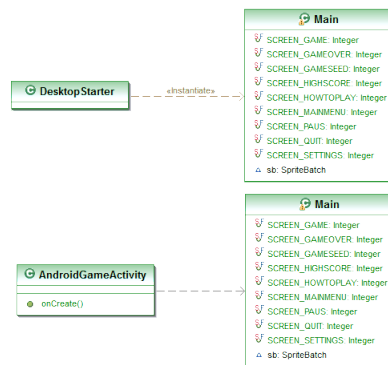 Main
SCREEN_GAME: Integer
SCREEN_GAMEOVER: Integer
SCREEN_GAMESEED: Integer
SCREEN_HIGHSCORE: Integer
SCREEN_HOWTOPLAY: Integer
SCREEN_MAINMENU: Integer
SCREEN_PAUS: Integer
SCREEN_QUIT: Integer
SCREEN_SETTINGS: Integer
sb: SpriteBatch
DesktopStarter
«Instantiate»
Main
SCREEN_GAME: Integer
SCREEN_GAMEOVER: Integer
SCREEN_GAMESEED: Integer
SCREEN_HIGHSCORE: Integer
SCREEN_HOWTOPLAY: Integer
SCREEN_MAINMENU: Integer
SCREEN_PAUS: Integer
SCREEN_QUIT: Integer
SCREEN_SETTINGS: Integer
sb: SpriteBatch
AndroidGameActivity
onCreate()